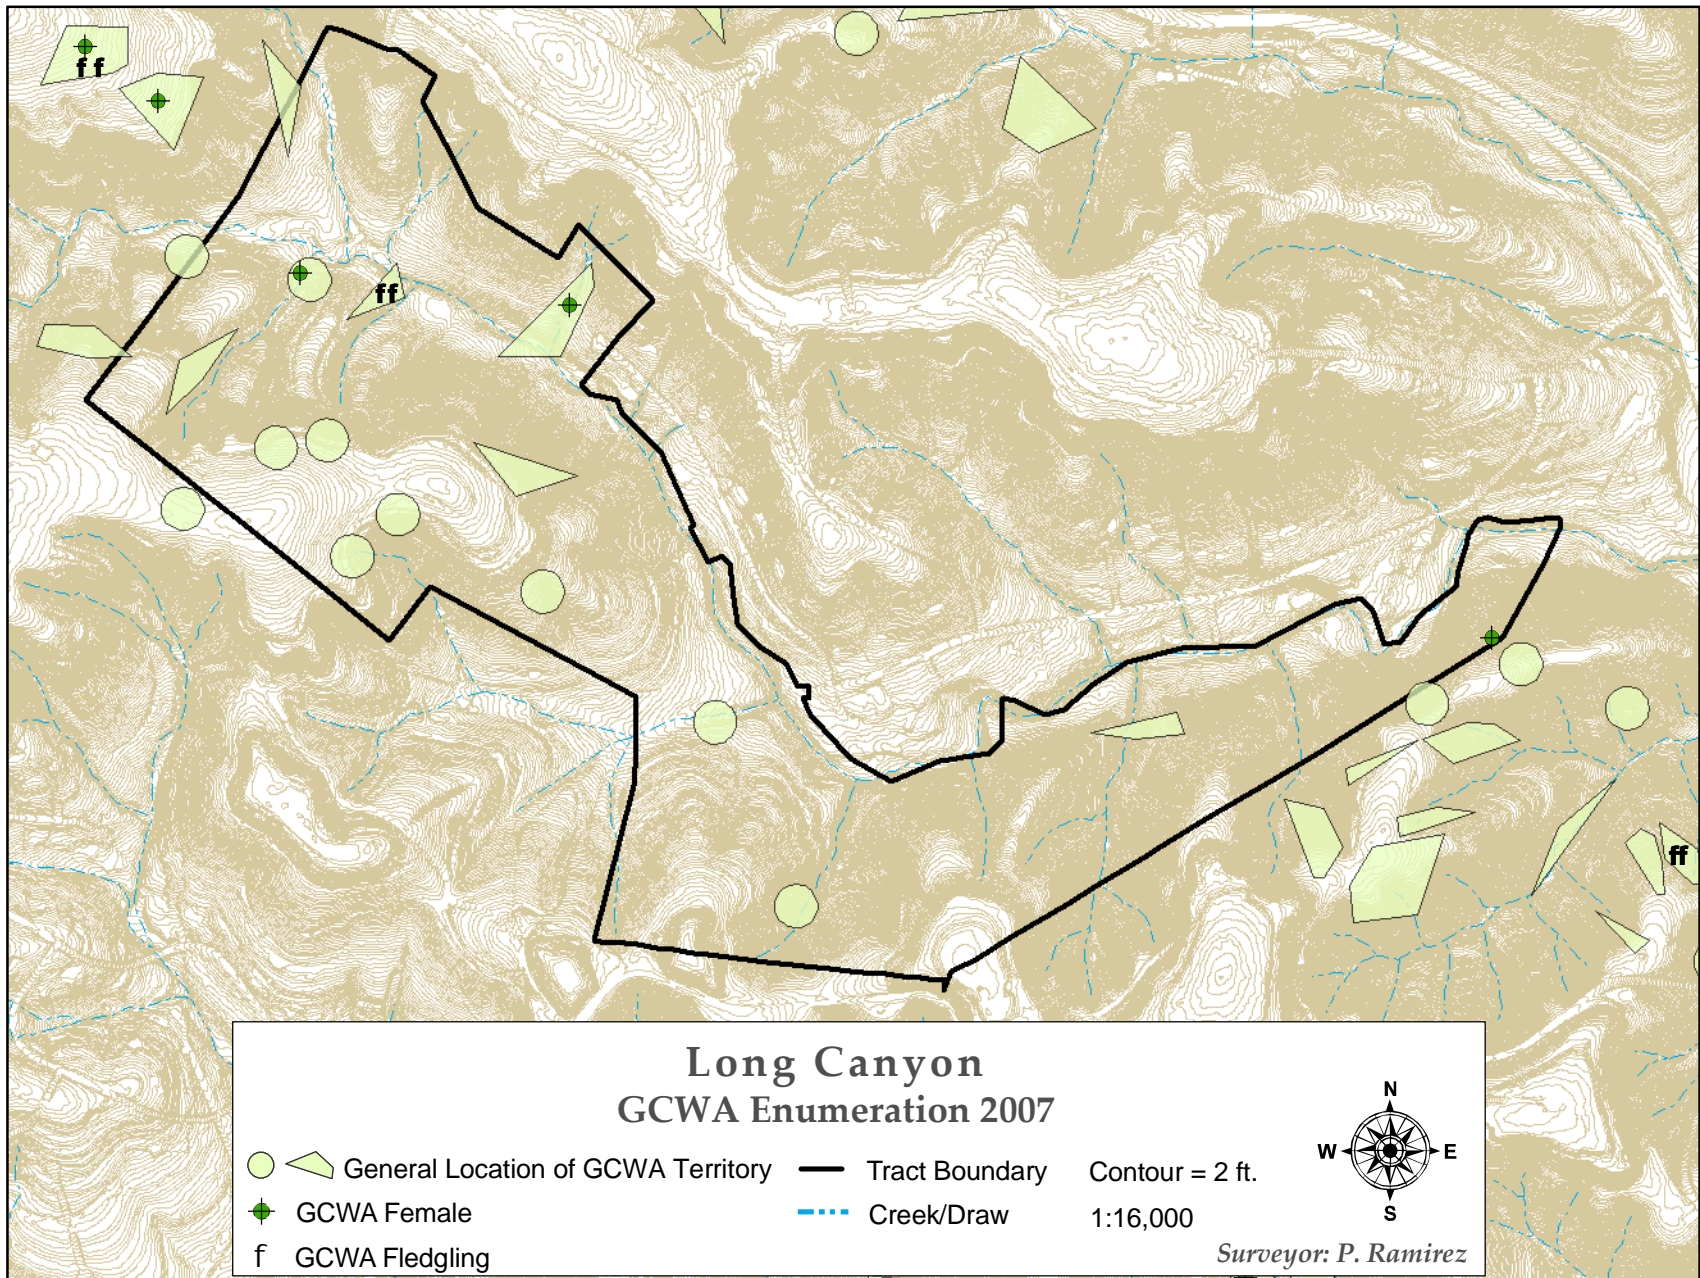 f f
ff
ff
Long Canyon
GCWA Enumeration 2007
General Location of GCWA Territory
Tract Boundary
Contour = 2 ft.
GCWA Female
Creek/Draw
1:16,000
f GCWA Fledgling
Surveyor: P. Ramirez
N
W
E
S